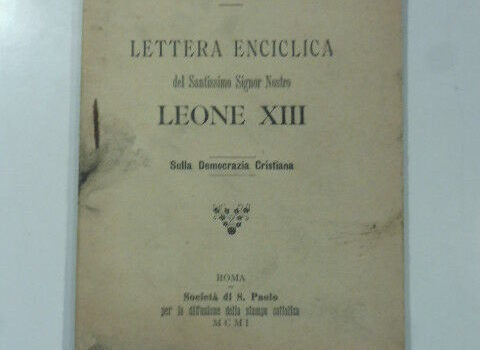 LETTERA ENCICLICA
del Santissimo Signor Nostro
LEONE XIII
Sulla Democrazia Cristiana
ROMA
Società di S. Paolo
per la diffusione della stampa cattolica
MCMI